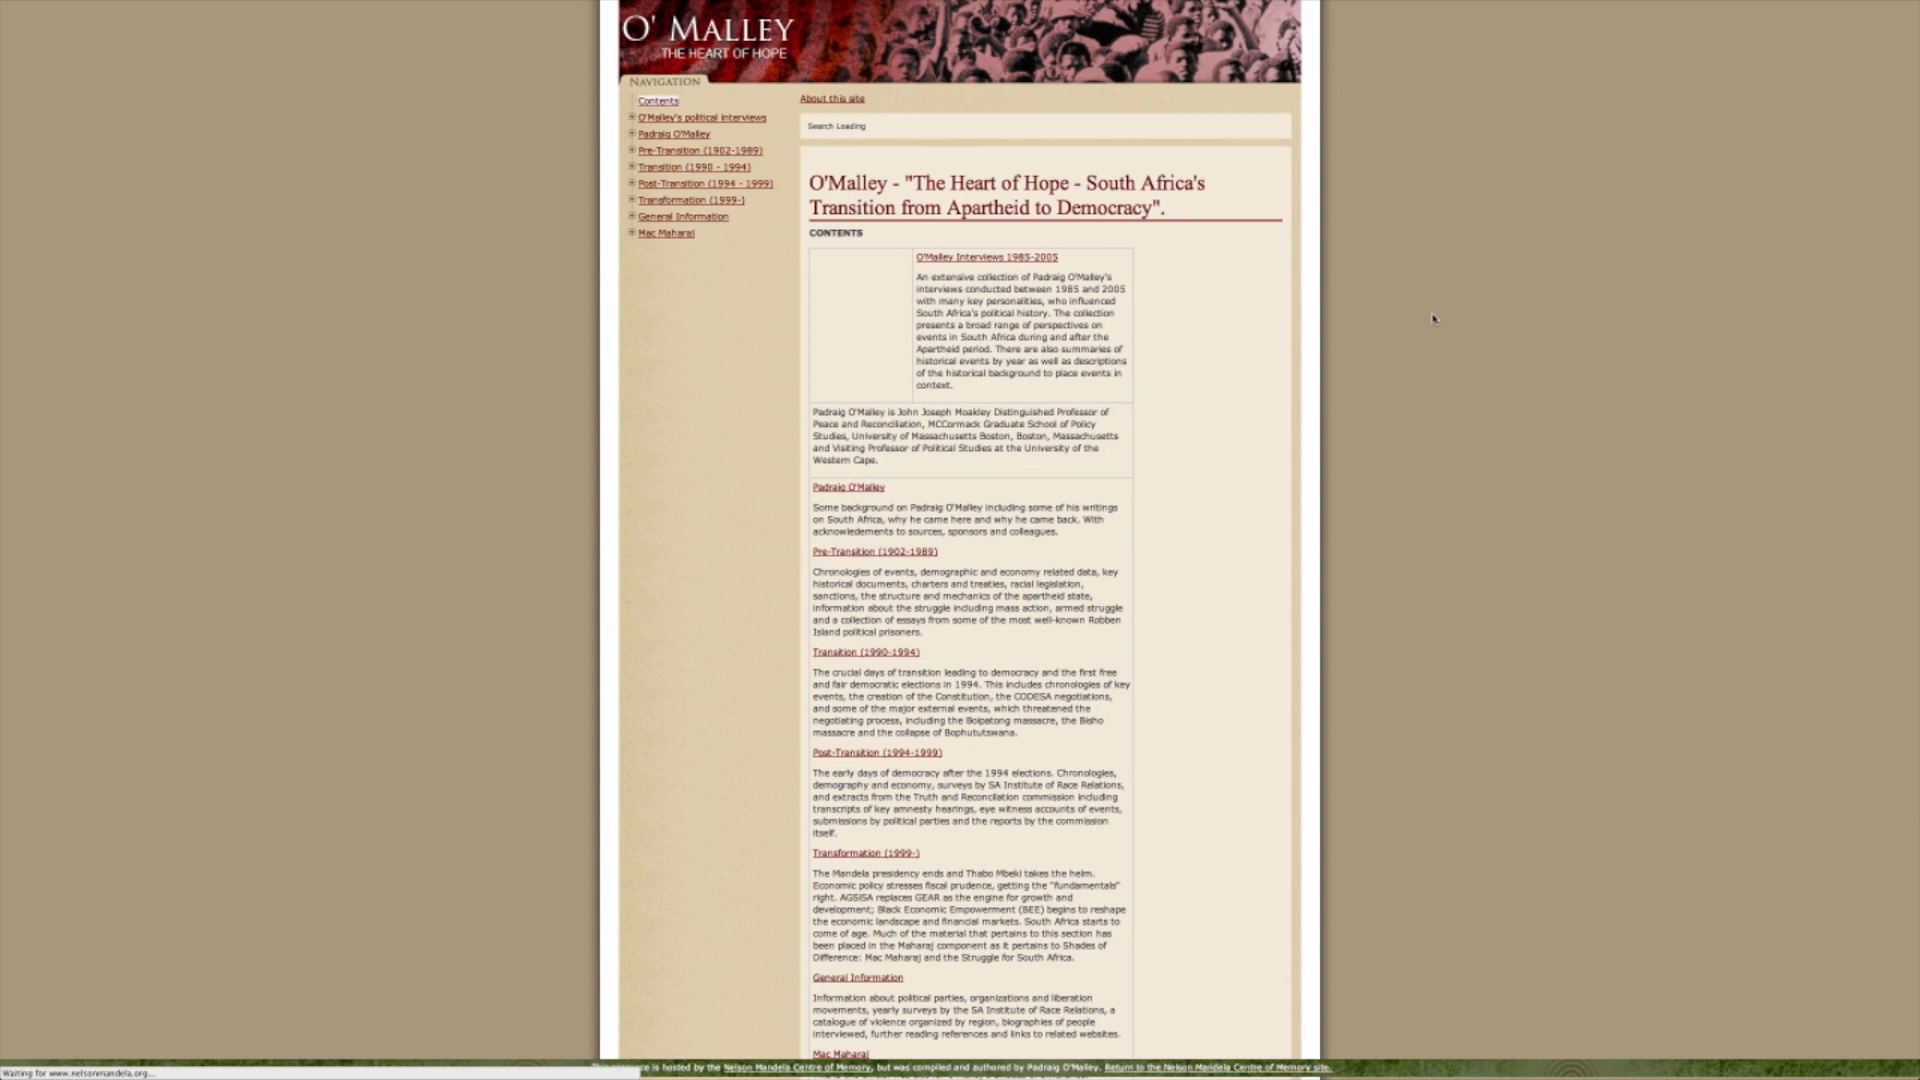 O' MALLEY
THE HEART OF HOPE
NAVIGATION
Contents
O'Malley's political interviews
Padraig O'Malley
Pre-Transition (1902-1989)
Transition (1990 - 1994)
Post-Transition (1994 - 1999)
Transformation (1999-)
General Information
Mac Maharaj
About this site
Search Loading
O'Malley - "The Heart of Hope - South Africa's
Transition from Apartheid to Democracy".
CONTENTS
O'Malley Interviews 1985-2005
An extensive collection of Padraig O'Malley's
interviews conducted between 1985 and 2005
with many key personalities, who influenced
South Africa's political history. The collection
presents a broad range of perspectives on
events in South Africa during and after the
Apartheid period. There are also summaries of
historical events by year as well as descriptions
of the historical background to place events in
context.
Padraig O'Malley is John Joseph Moakley Distinguished Professor of
Peace and Reconciliation, MCCormack Graduate School of Policy
Studies, University of Massachusetts Boston, Boston, Massachusetts
and Visiting Professor of Political Studies at the University of the
Western Cape.
Padraig O'Malley
Some background on Padraig O'Malley including some of his writings
on South Africa, why he came here and why he came back. With
acknowledements to sources, sponsors and colleagues.
Pre-Transition (1902-1989)
Chronologies of events, demographic and economy related data, key
historical documents, charters and treaties, racial legislation,
sanctions, the structure and mechanics of the apartheid state,
information about the struggle including mass action, armed struggle
and a collection of essays from some of the most well-known Robben
Island political prisoners.
Transition (1990-1994)
The crucial days of transition leading to democracy and the first free
and fair democratic elections in 1994. This includes chronologies of key
events, the creation of the Constitution, the CODESA negotiations,
and some of the major external events, which threatened the
negotiating process, including the Boipatong massacre, the Bisho
massacre and the collapse of Bophututswana.
Post-Transition (1994-1999)
The early days of democracy after the 1994 elections. Chronologies,
demography and economy, surveys by SA Institute of Race Relations,
and extracts from the Truth and Reconcilation commission including
transcripts of key amnesty hearings, eye witness accounts of events,
submissions by political parties and the reports by the commission
itself.
Transformation (1999-)
The Mandela presidency ends and Thabo Mbeki takes the helm.
Economic policy stresses fiscal prudence, getting the "fundamentals"
right. AGSISA replaces GEAR as the engine for growth and
development; Black Economic Empowerment (BEE) begins to reshape
the economic landscape and financial markets. South Africa starts to
come of age. Much of the material that pertains to this section has
been placed in the Maharaj component as it pertains to Shades of
Difference: Mac Maharaj and the Struggle for South Africa.
General Information
Information about political parties, organizations and liberation
movements, yearly surveys by the SA Institute of Race Relations, a
catalogue of violence organized by region, biographies of people
interviewed, further reading references and links to related websites.
Mac Maharaj
is hosted by the Nelson Mandela Centre of Memory, but was compiled and authored by Padraig O'Malley. Return to the Nelson Mandela Centre of Memory site.
Waiting for www.nelsonmandela.org...